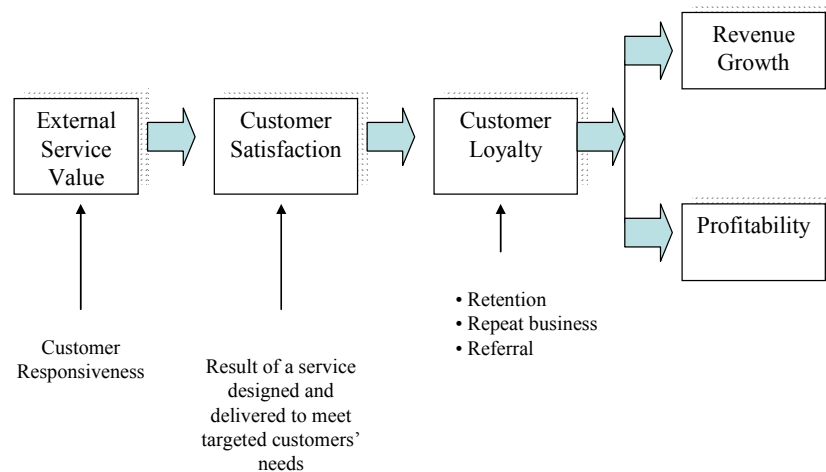 External
Service
Value
Customer
Satisfaction
Customer
Loyalty
Revenue
Growth
Profitability
Customer
Responsiveness
Result of a service
designed and
delivered to meet
targeted customers’
needs
• Retention
• Repeat business
• Referral